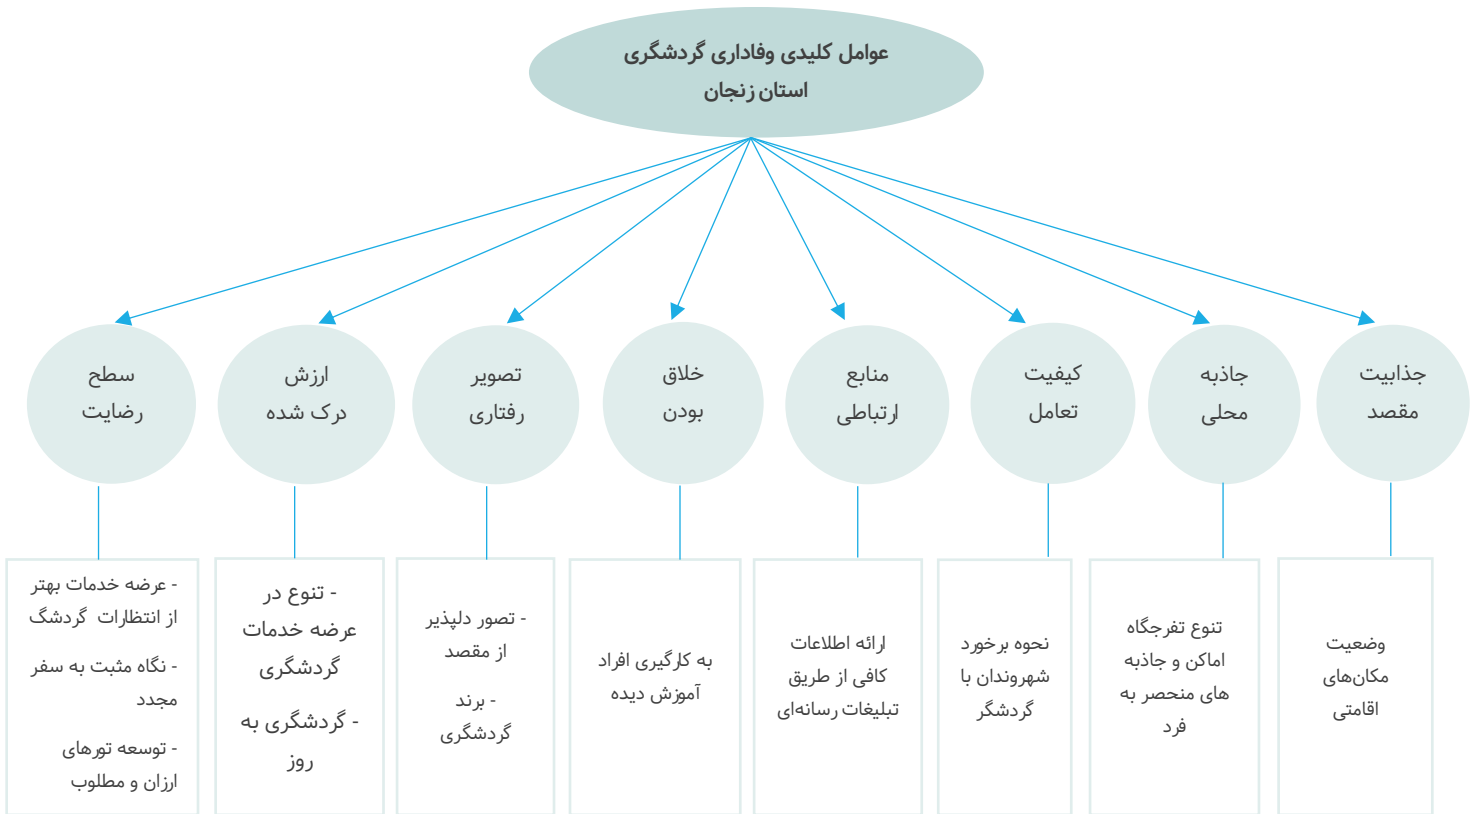 عوامل کلیدی وفاداری گردشگری
استان زنجان
جذابیت
مقصد
جاذبه
محلی
کیفیت
تعامل
منابع
ارتباطی
خلاق
بودن
تصویر
رفتاری
ارزش
درک شده
سطح
رضایت
وضعیت
مکان‌های
اقامتی
تنوع تفرجگاه
اماکن و جاذبه
های منحصر به
فرد
نحوه برخورد
شهروندان با
گردشگر
ارائه اطلاعات
کافی از طریق
تبلیغات رسانه‌ای
به کارگیری افراد
آموزش دیده
- تصور دلپذیر
از مقصد
- برند
گردشگری
- تنوع در
عرضه خدمات
گردشگری
- گردشگری به
روز
- عرضه خدمات بهتر
از انتظارات گردشگ
- نگاه مثبت به سفر
مجدد
- توسعه تورهای
ارزان و مطلوب